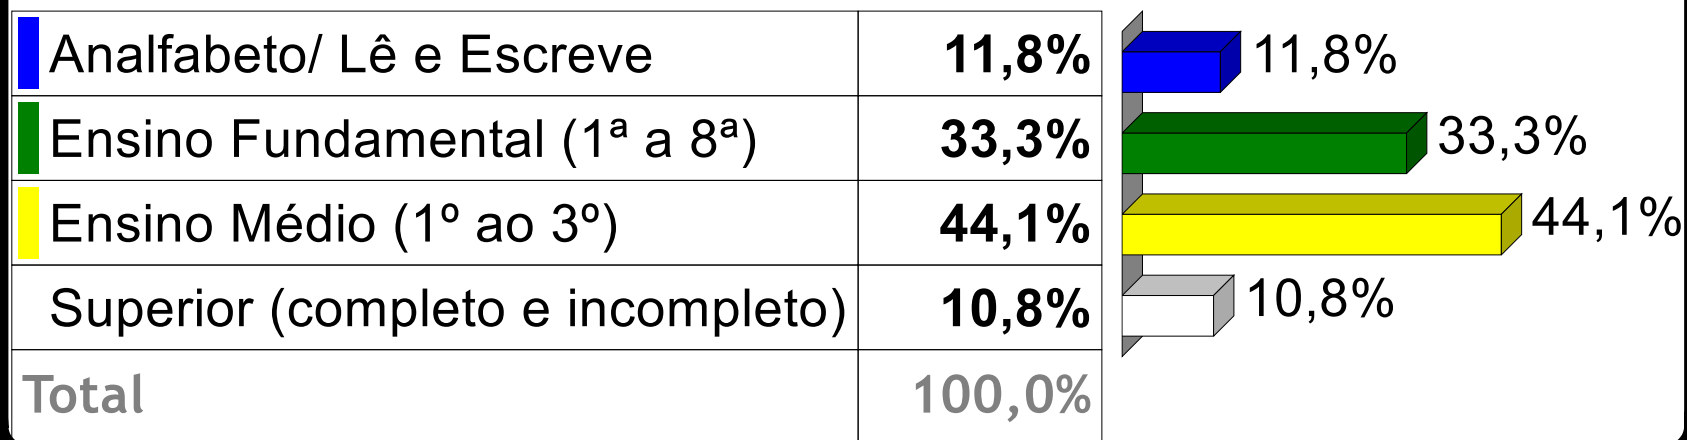 Analfabeto/ Lê e Escreve 11,8% 11,8%
Ensino Fundamental (1ª a 8ª) 33,3% 33,3%
Ensino Médio (1º ao 3º) 44,1% 44,1%
Superior (completo e incompleto) 10,8% 10,8%
Total 100,0%